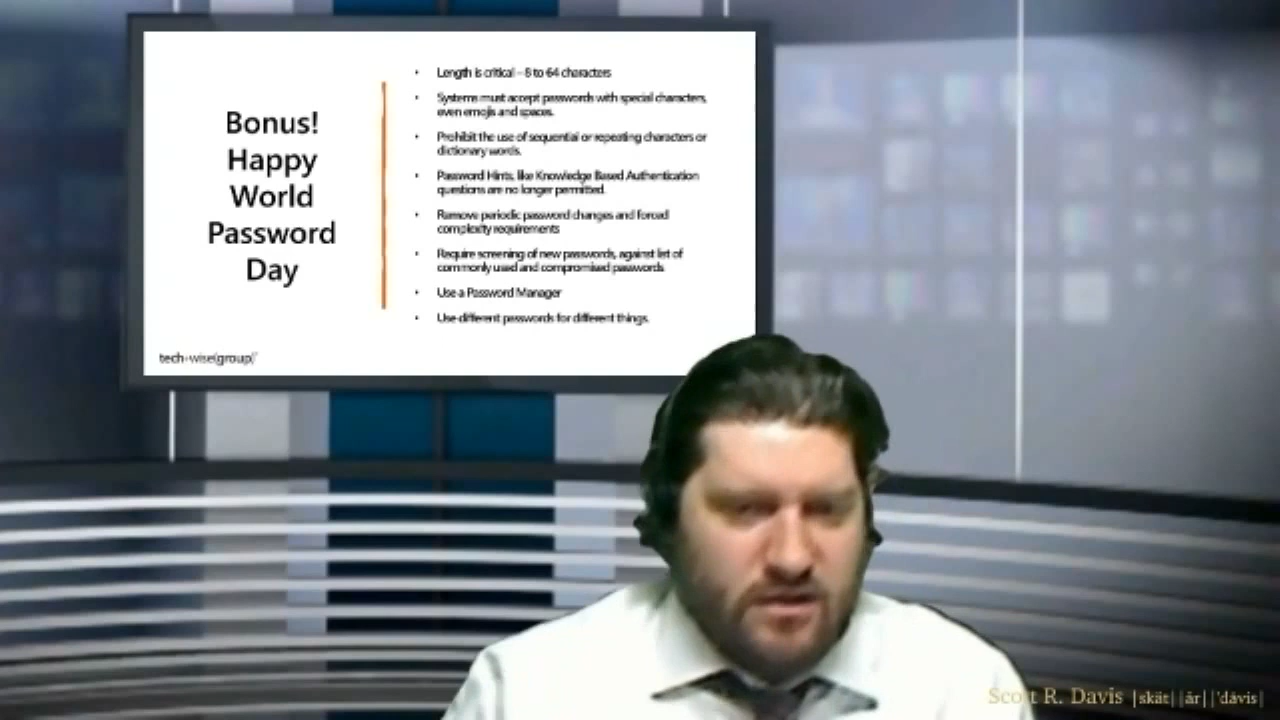 Bonus!
Happy
World
Password
Day
• Length is critical – 8 to 64 characters
• Systems must accept passwords with special characters,
even emojis and spaces.
• Prohibit the use of sequential or repeating characters or
dictionary words.
• Password Hints, like Knowledge Based Authentication
questions are no longer permitted.
• Remove periodic password changes and forced
complexity requirements
• Require screening of new passwords, against list of
commonly used and compromised passwords
• Use a Password Manager
• Use different passwords for different things.
tech-wise(group)
Scott R. Davis |skät||är||ˈdāvis|